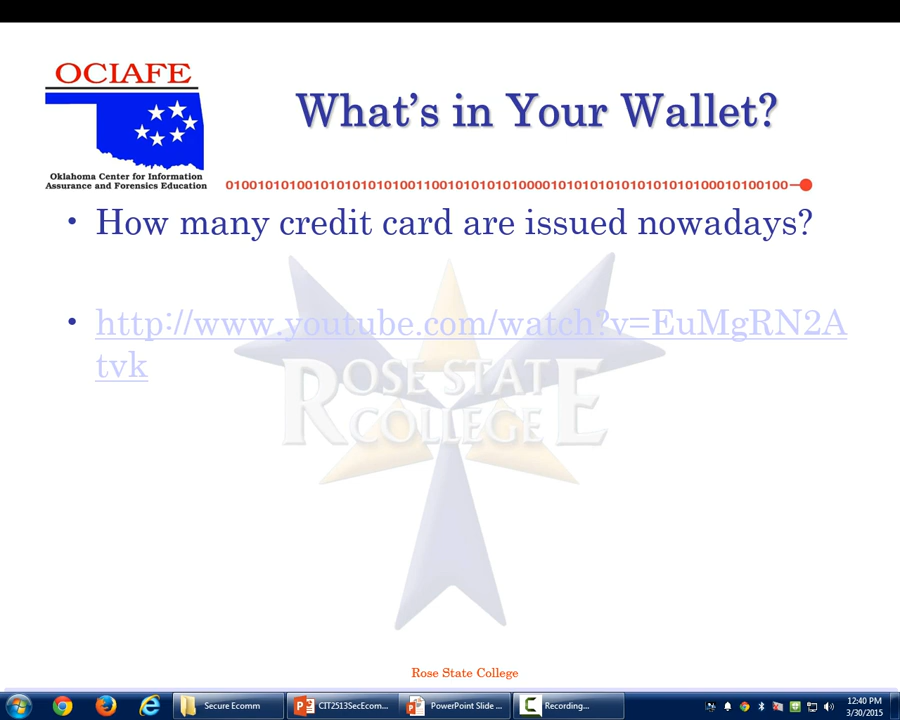 OCIAFE
Oklahoma Center for Information
Assurance and Forensics Education
What's in Your Wallet?
• How many credit card are issued nowadays?
• http://www.youtube.com/watch?v=EuMgRN2A
tvk
ROSE STATE
COLLEGE
Rose State College
Secure Ecomm
CIT2513SecEcom...
PowerPoint Slide ...
Recording...
12:40 PM
3/30/2015